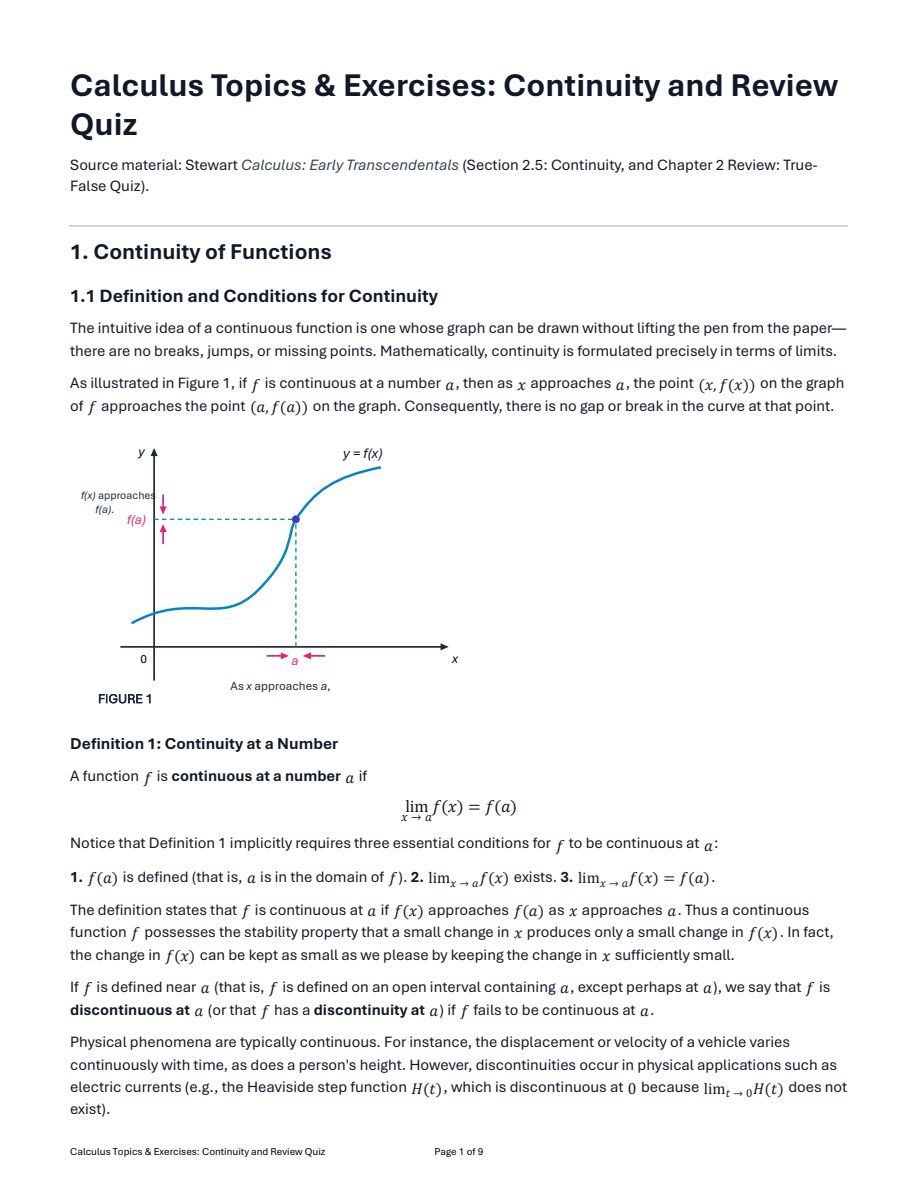 Calculus Topics & Exercises: Continuity and Review
Quiz
Source material: Stewart Calculus: Early Transcendentals (Section 2.5: Continuity, and Chapter 2 Review: True-
False Quiz).
1. Continuity of Functions
1.1 Definition and Conditions for Continuity
The intuitive idea of a continuous function is one whose graph can be drawn without lifting the pen from the paper—
there are no breaks, jumps, or missing points. Mathematically, continuity is formulated precisely in terms of limits.
As illustrated in Figure 1, if f is continuous at a number a, then as x approaches a, the point (x, f(x)) on the graph
of f approaches the point (a, f(a)) on the graph. Consequently, there is no gap or break in the curve at that point.
y
y = f(x)
f(x) approaches
f(a).
f(a)
0
a
x
As x approaches a,
FIGURE 1
Definition 1: Continuity at a Number
A function f is continuous at a number a if
lim x → a f(x) = f(a)
Notice that Definition 1 implicitly requires three essential conditions for f to be continuous at a:
1. f(a) is defined (that is, a is in the domain of f). 2. lim x → a f(x) exists. 3. lim x → a f(x) = f(a).
The definition states that f is continuous at a if f(x) approaches f(a) as x approaches a. Thus a continuous
function f possesses the stability property that a small change in x produces only a small change in f(x). In fact,
the change in f(x) can be kept as small as we please by keeping the change in x sufficiently small.
If f is defined near a (that is, f is defined on an open interval containing a, except perhaps at a), we say that f is
discontinuous at a (or that f has a discontinuity at a) if f fails to be continuous at a.
Physical phenomena are typically continuous. For instance, the displacement or velocity of a vehicle varies
continuously with time, as does a person's height. However, discontinuities occur in physical applications such as
electric currents (e.g., the Heaviside step function H(t), which is discontinuous at 0 because lim t → 0 H(t) does not
exist).
Calculus Topics & Exercises: Continuity and Review Quiz
Page 1 of 9